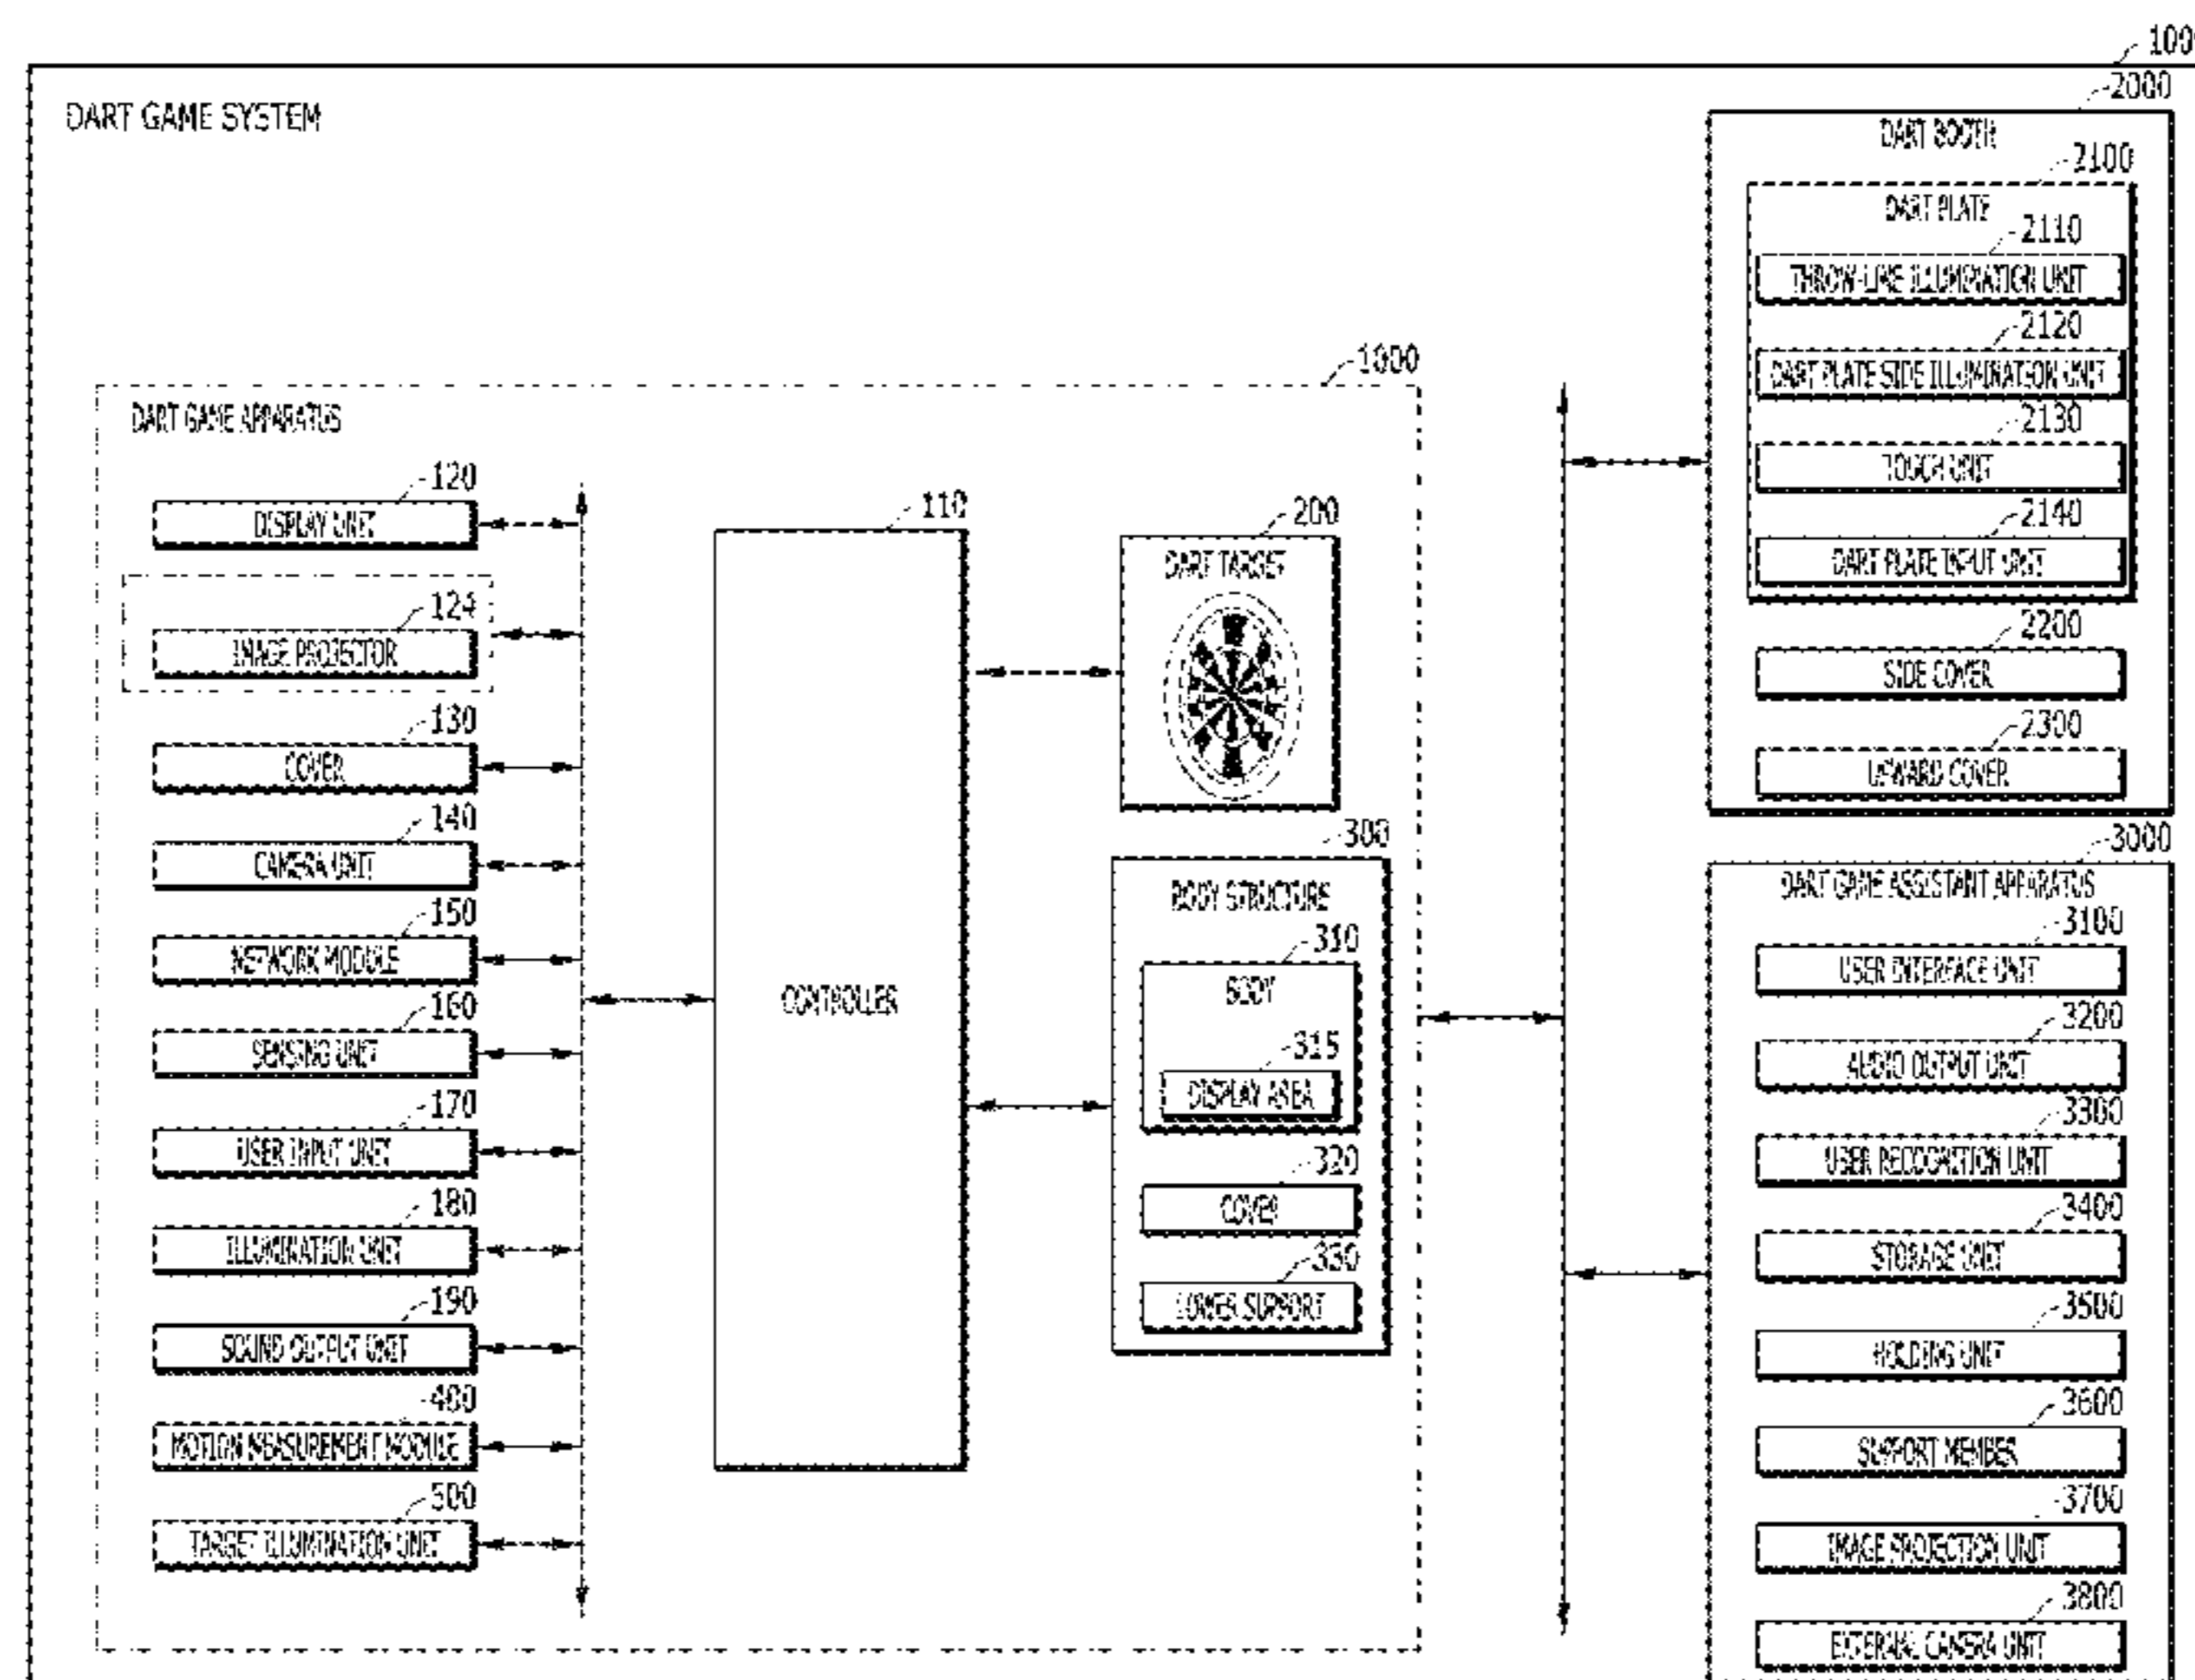 100
DART GAME SYSTEM
2000
DART BOOTH
2100
DART PLATE
2110
THROW-LINE ILLUMINATION UNIT
2120
DART PLATE SIDE ILLUMINATION UNIT
2130
TOUCH UNIT
2140
DART PLATE INPUT UNIT
2200
SIDE COVER
2300
UPWARD COVER
1000
DART GAME APPARATUS
120
DISPLAY UNIT
124
IMAGE PROJECTOR
130
COVER
140
CAMERA UNIT
150
NETWORK MODULE
160
SENSING UNIT
170
USER INPUT UNIT
180
ILLUMINATION UNIT
190
SOUND OUTPUT UNIT
400
MOTION MEASUREMENT MODULE
500
TARGET ILLUMINATION UNIT
110
CONTROLLER
200
DART TARGET
300
BODY STRUCTURE
310
BODY
315
DISPLAY AREA
320
COVER
330
LOWER SUPPORT
3000
DART GAME ASSISTANT APPARATUS
3100
USER INTERFACE UNIT
3200
AUDIO OUTPUT UNIT
3300
USER RECOGNITION UNIT
3400
STORAGE UNIT
3500
HOLDING UNIT
3600
SUPPORT MEMBER
3700
IMAGE PROJECTION UNIT
3800
EXTERNAL CAMERA UNIT